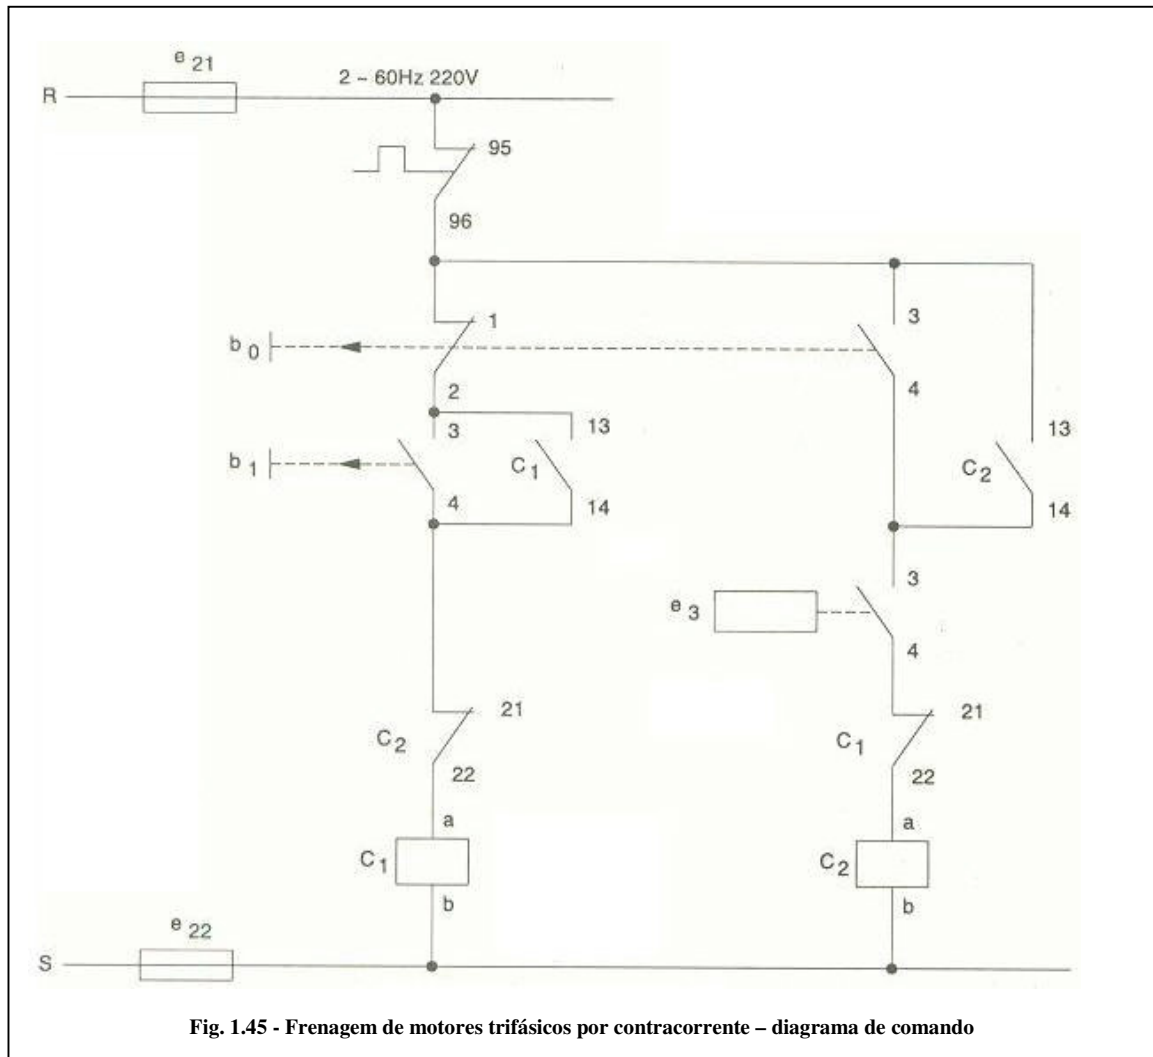 e 21
2 ~ 60Hz 220V
R
95
96
1
3
b 0
2
4
3
13
13
b 1
C 1
C 2
4
14
14
3
e 3
4
21
21
C 2
C 1
22
22
a
a
C 1
C 2
b
b
e 22
S
Fig. 1.45 - Frenagem de motores trifásicos por contracorrente – diagrama de comando